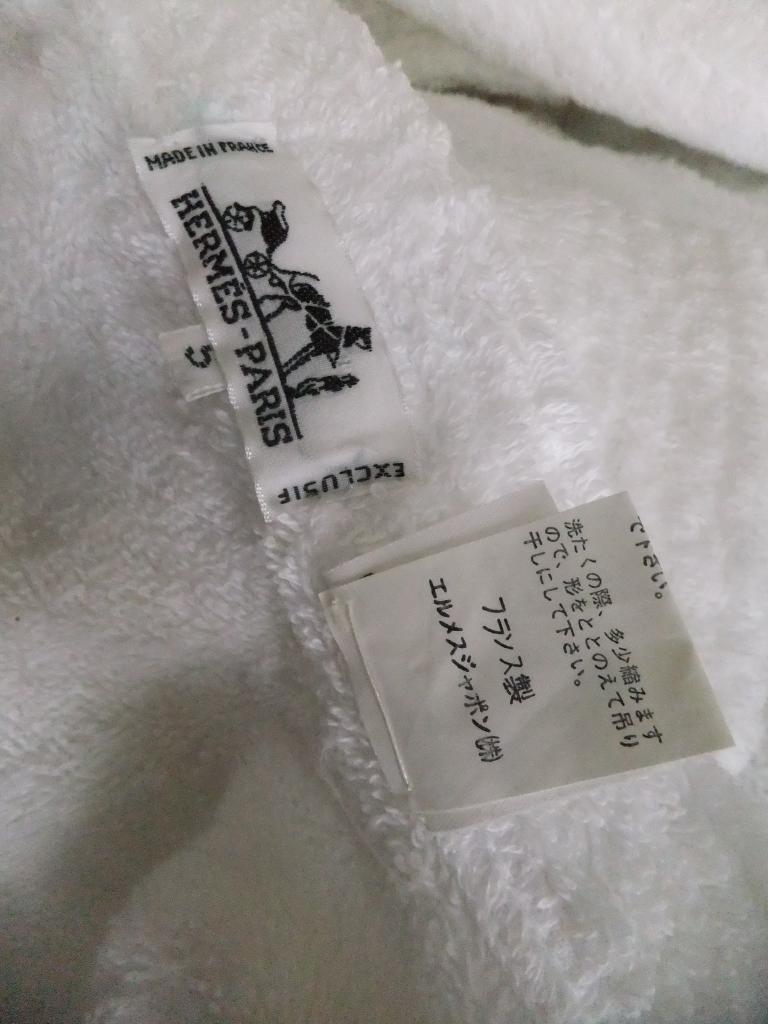 MADE IN FRANCE
HERMÈS-PARIS
EXCLUSIF
5
で下さい。
洗たくの際、多少縮みます
ので、形をととのえて吊り
干しにして下さい。
フランス製
エルメスジャポン㈱